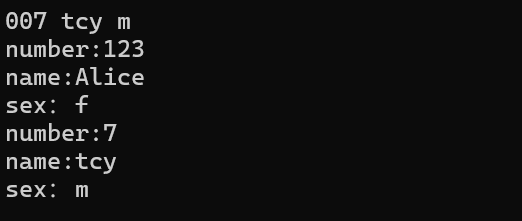 007 tcy m
number:123
name:Alice
sex: f
number:7
name:tcy
sex: m